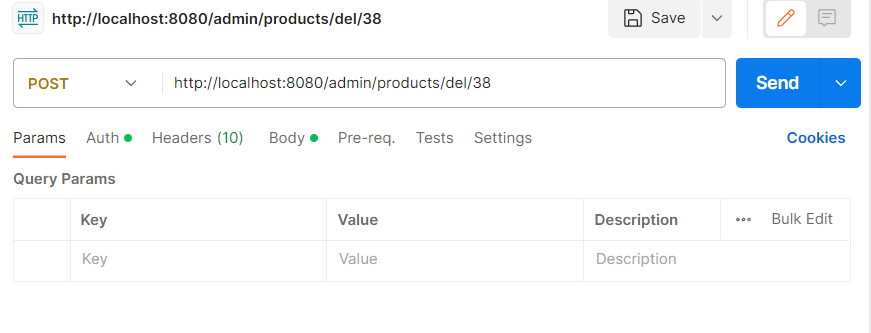 HTTP http://localhost:8080/admin/products/del/38 Save
POST http://localhost:8080/admin/products/del/38 Send
Params Auth Headers (10) Body Pre-req. Tests Settings Cookies
Query Params
Key Value Description Bulk Edit
Key Value Description